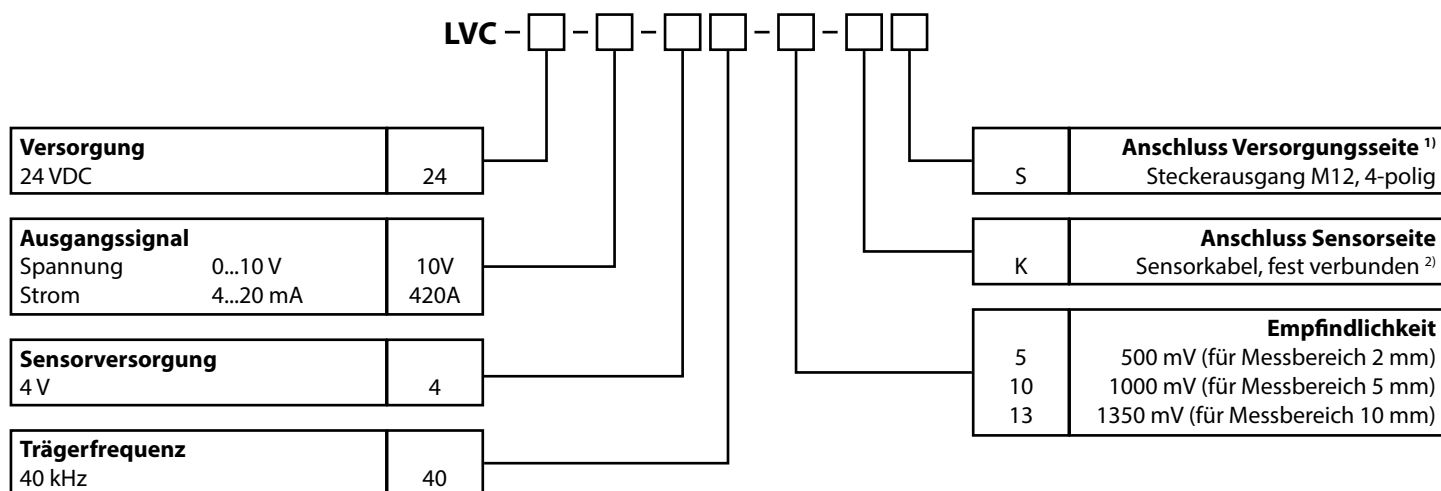 LVC – – – – –
Versorgung
24 VDC 24
Ausgangssignal
Spannung 0...10 V 10V
Strom 4...20 mA 420A
Sensorversorgung
4 V 4
Trägerfrequenz
40 kHz 40
Anschluss Versorgungsseite 1)
S Steckerausgang M12, 4-polig
Anschluss Sensorseite
K Sensorkabel, fest verbunden 2)
Empfindlichkeit
5 500 mV (für Messbereich 2 mm)
10 1000 mV (für Messbereich 5 mm)
13 1350 mV (für Messbereich 10 mm)